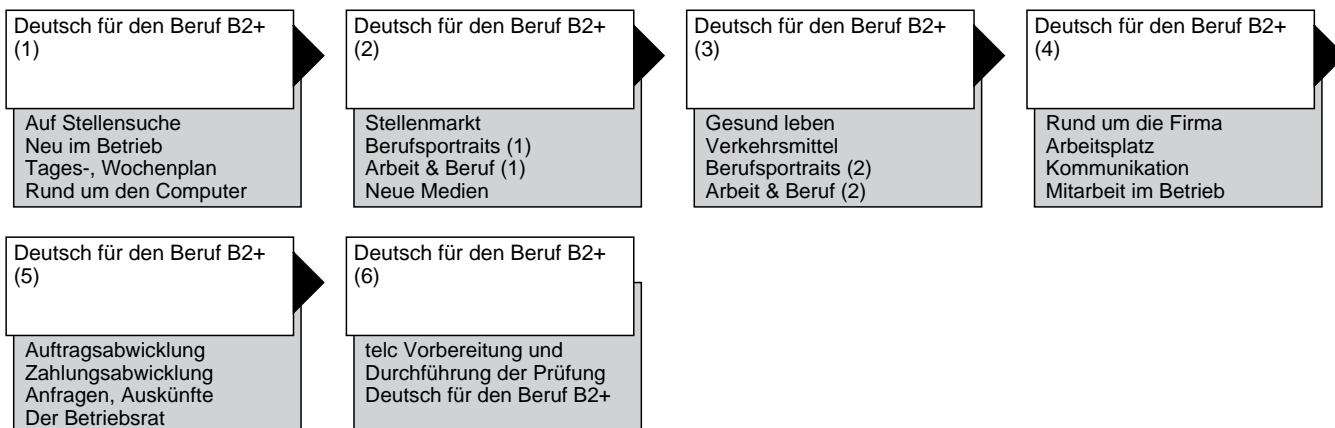 Deutsch für den Beruf B2+
(1)
Auf Stellensuche
Neu im Betrieb
Tages-, Wochenplan
Rund um den Computer
Deutsch für den Beruf B2+
(2)
Stellenmarkt
Berufsportraits (1)
Arbeit & Beruf (1)
Neue Medien
Deutsch für den Beruf B2+
(3)
Gesund leben
Verkehrsmittel
Berufsportraits (2)
Arbeit & Beruf (2)
Deutsch für den Beruf B2+
(4)
Rund um die Firma
Arbeitsplatz
Kommunikation
Mitarbeit im Betrieb
Deutsch für den Beruf B2+
(5)
Auftragsabwicklung
Zahlungsabwicklung
Anfragen, Auskünfte
Der Betriebsrat
Deutsch für den Beruf B2+
(6)
telc Vorbereitung und
Durchführung der Prüfung
Deutsch für den Beruf B2+